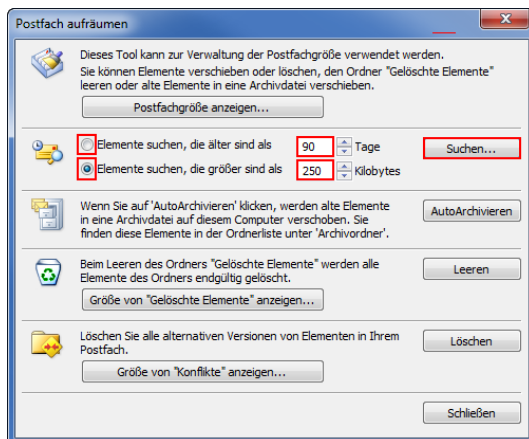 Postfach aufräumen
Dieses Tool kann zur Verwaltung der Postfachgröße verwendet werden.
Sie können Elemente verschieben oder löschen, den Ordner "Gelöschte Elemente"
leeren oder alte Elemente in eine Archivdatei verschieben.
Postfachgröße anzeigen...
Elemente suchen, die älter sind als 90 Tage Suchen...
Elemente suchen, die größer sind als 250 Kilobytes
Wenn Sie auf 'AutoArchivieren' klicken, werden alte Elemente
in eine Archivdatei auf diesem Computer verschoben. Sie
finden diese Elemente in der Ordnerliste unter 'Archivordner'.
AutoArchivieren
Beim Leeren des Ordners "Gelöschte Elemente" werden alle
Elemente des Ordners endgültig gelöscht.
Leeren
Größe von "Gelöschte Elemente" anzeigen...
Löschen Sie alle alternativen Versionen von Elementen in Ihrem
Postfach.
Löschen
Größe von "Konflikte" anzeigen...
Schließen